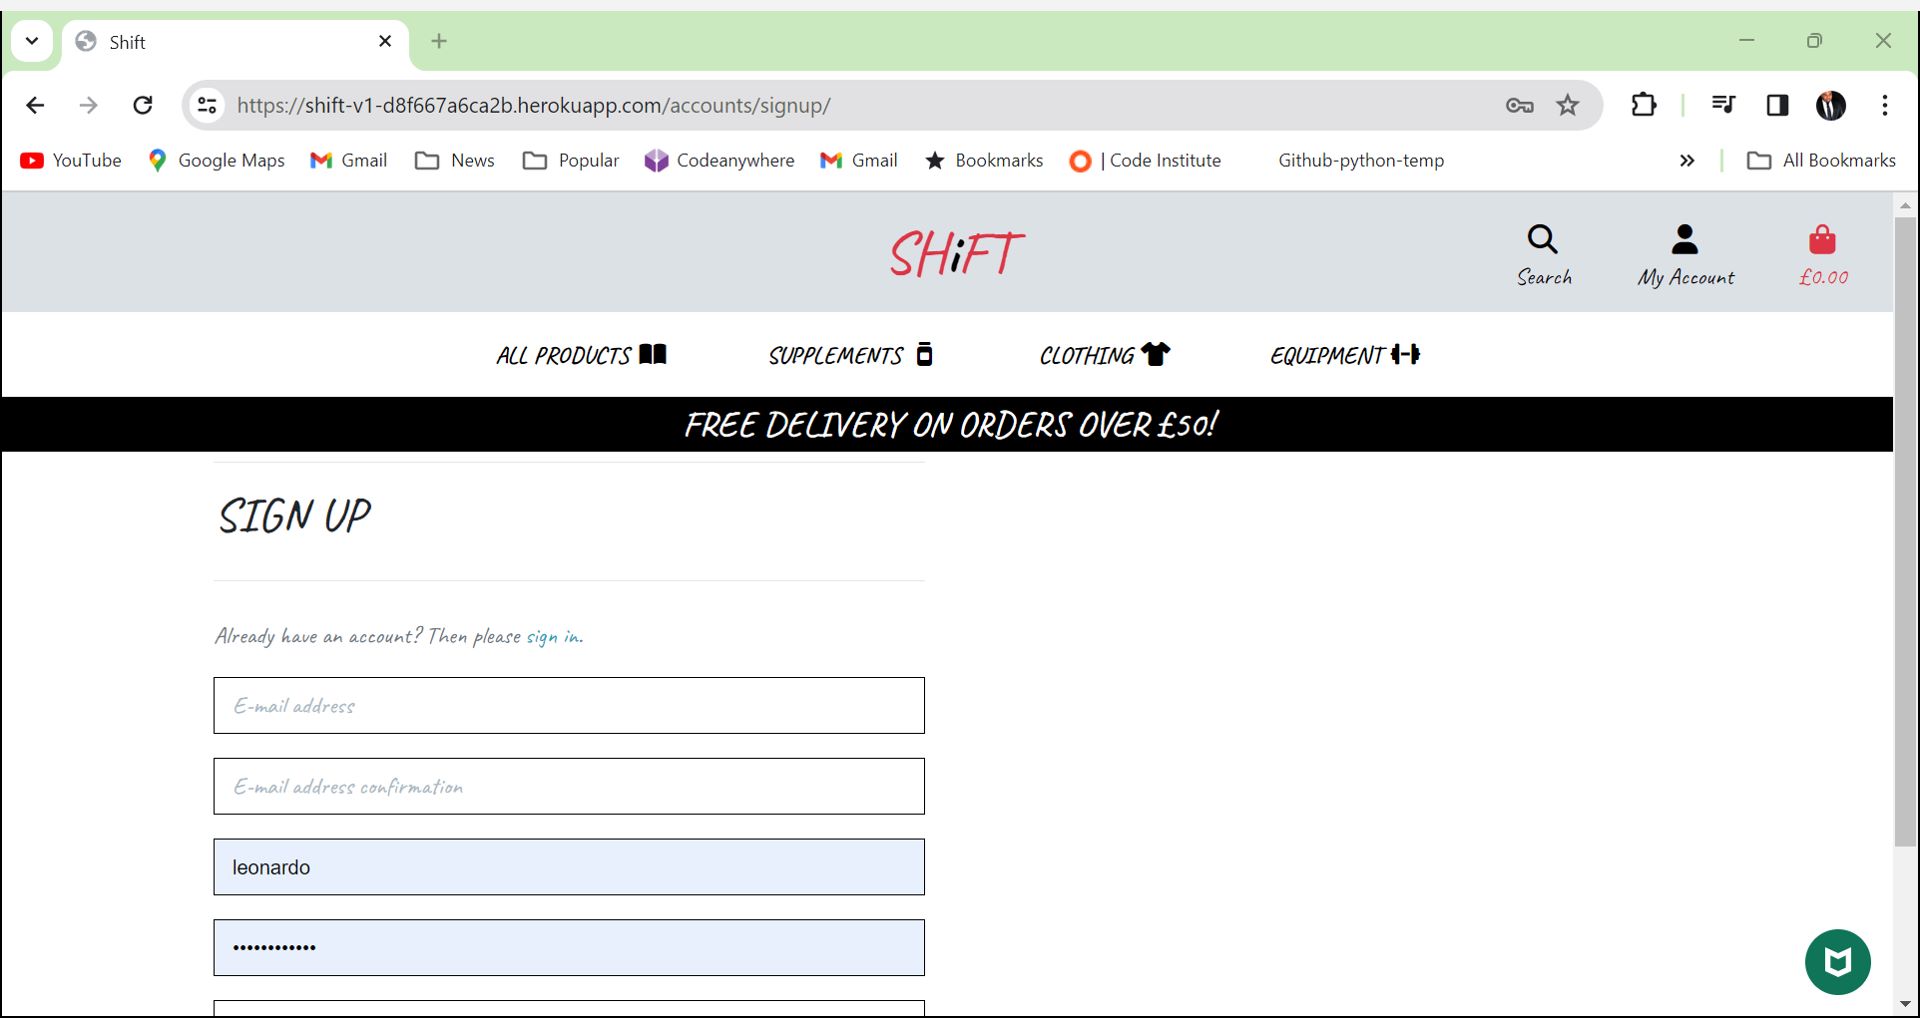 Shift
https://shift-v1-d8f667a6ca2b.herokuapp.com/accounts/signup/
YouTube Google Maps Gmail News Popular Codeanywhere Gmail Bookmarks | Code Institute Github-python-temp » All Bookmarks
SHiFT
Search My Account £0.00
ALL PRODUCTS SUPPLEMENTS CLOTHING EQUIPMENT
FREE DELIVERY ON ORDERS OVER £50!
SIGN UP
Already have an account? Then please sign in.
E-mail address
E-mail address confirmation
leonardo
••••••••••••